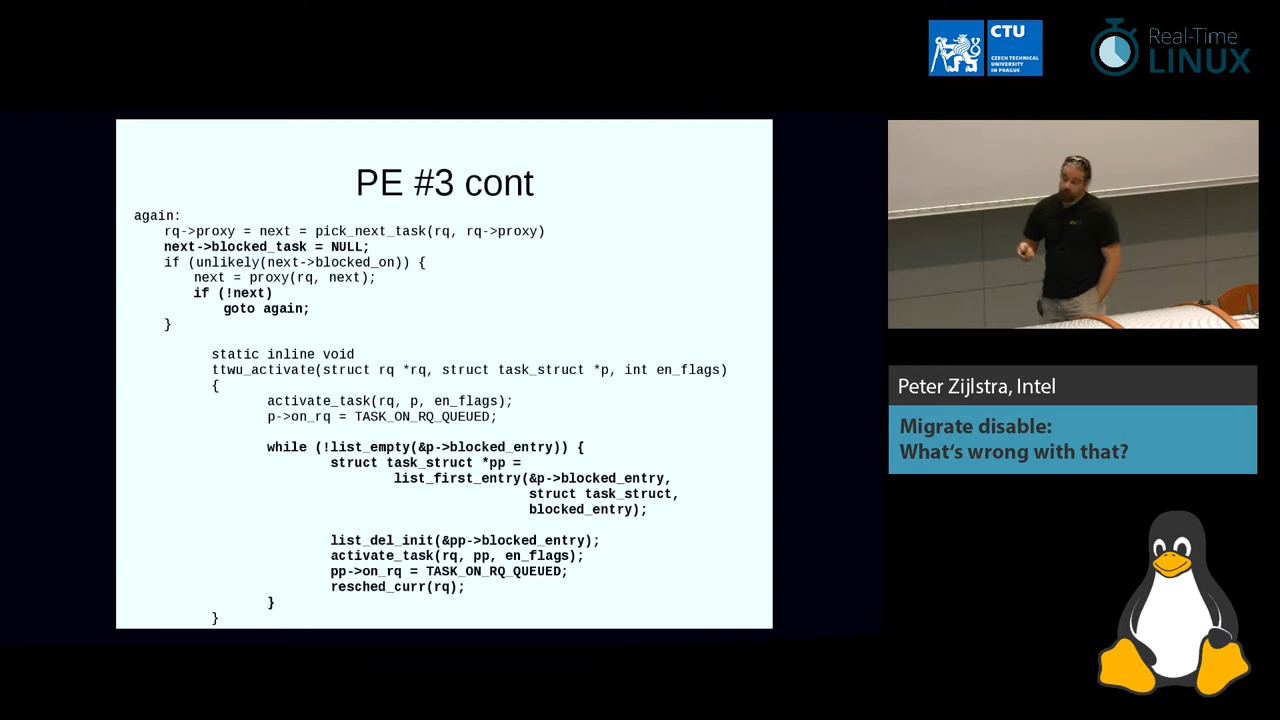 CTU
CZECH TECHNICAL
UNIVERSITY
IN PRAGUE
Real-Time
LINUX
PE #3 cont
again:
rq->proxy = next = pick_next_task(rq, rq->proxy)
next->blocked_task = NULL;
if (unlikely(next->blocked_on)) {
next = proxy(rq, next);
if (!next)
goto again;
}
static inline void
ttwu_activate(struct rq *rq, struct task_struct *p, int en_flags)
{
activate_task(rq, p, en_flags);
p->on_rq = TASK_ON_RQ_QUEUED;
while (!list_empty(&p->blocked_entry)) {
struct task_struct *pp =
list_first_entry(&p->blocked_entry,
struct task_struct,
blocked_entry);
list_del_init(&pp->blocked_entry);
activate_task(rq, pp, en_flags);
pp->on_rq = TASK_ON_RQ_QUEUED;
resched_curr(rq);
}
}
Peter Zijlstra, Intel
Migrate disable:
What's wrong with that?